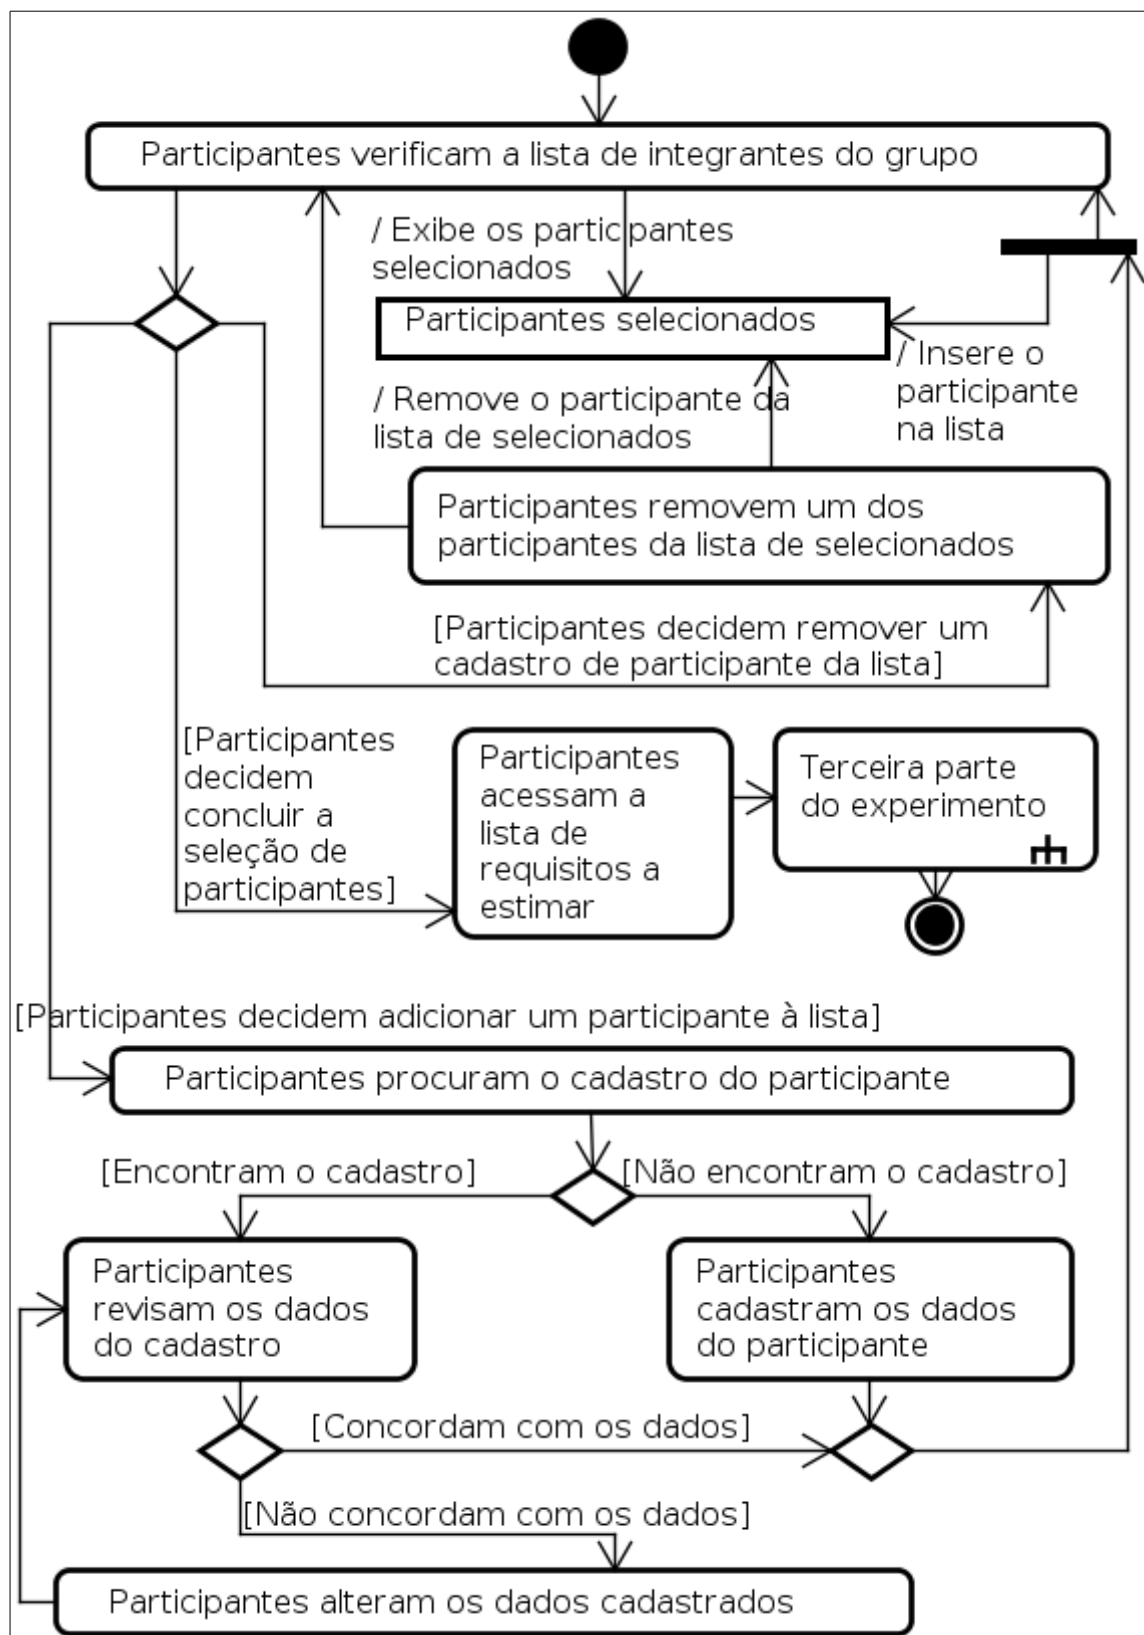 Participantes verificam a lista de integrantes do grupo
/ Exibe os participantes
selecionados
Participantes selecionados
/ Insere o
participante
na lista
/ Remove o participante da
lista de selecionados
Participantes removem um dos
participantes da lista de selecionados
[Participantes decidem remover um
cadastro de participante da lista]
[Participantes
decidem
concluir a
seleção de
participantes]
Participantes
acessam a
lista de
requisitos a
estimar
Terceira parte
do experimento
[Participantes decidem adicionar um participante à lista]
Participantes procuram o cadastro do participante
[Encontram o cadastro]
[Não encontram o cadastro]
Participantes
revisam os dados
do cadastro
Participantes
cadastram os dados
do participante
[Concordam com os dados]
[Não concordam com os dados]
Participantes alteram os dados cadastrados